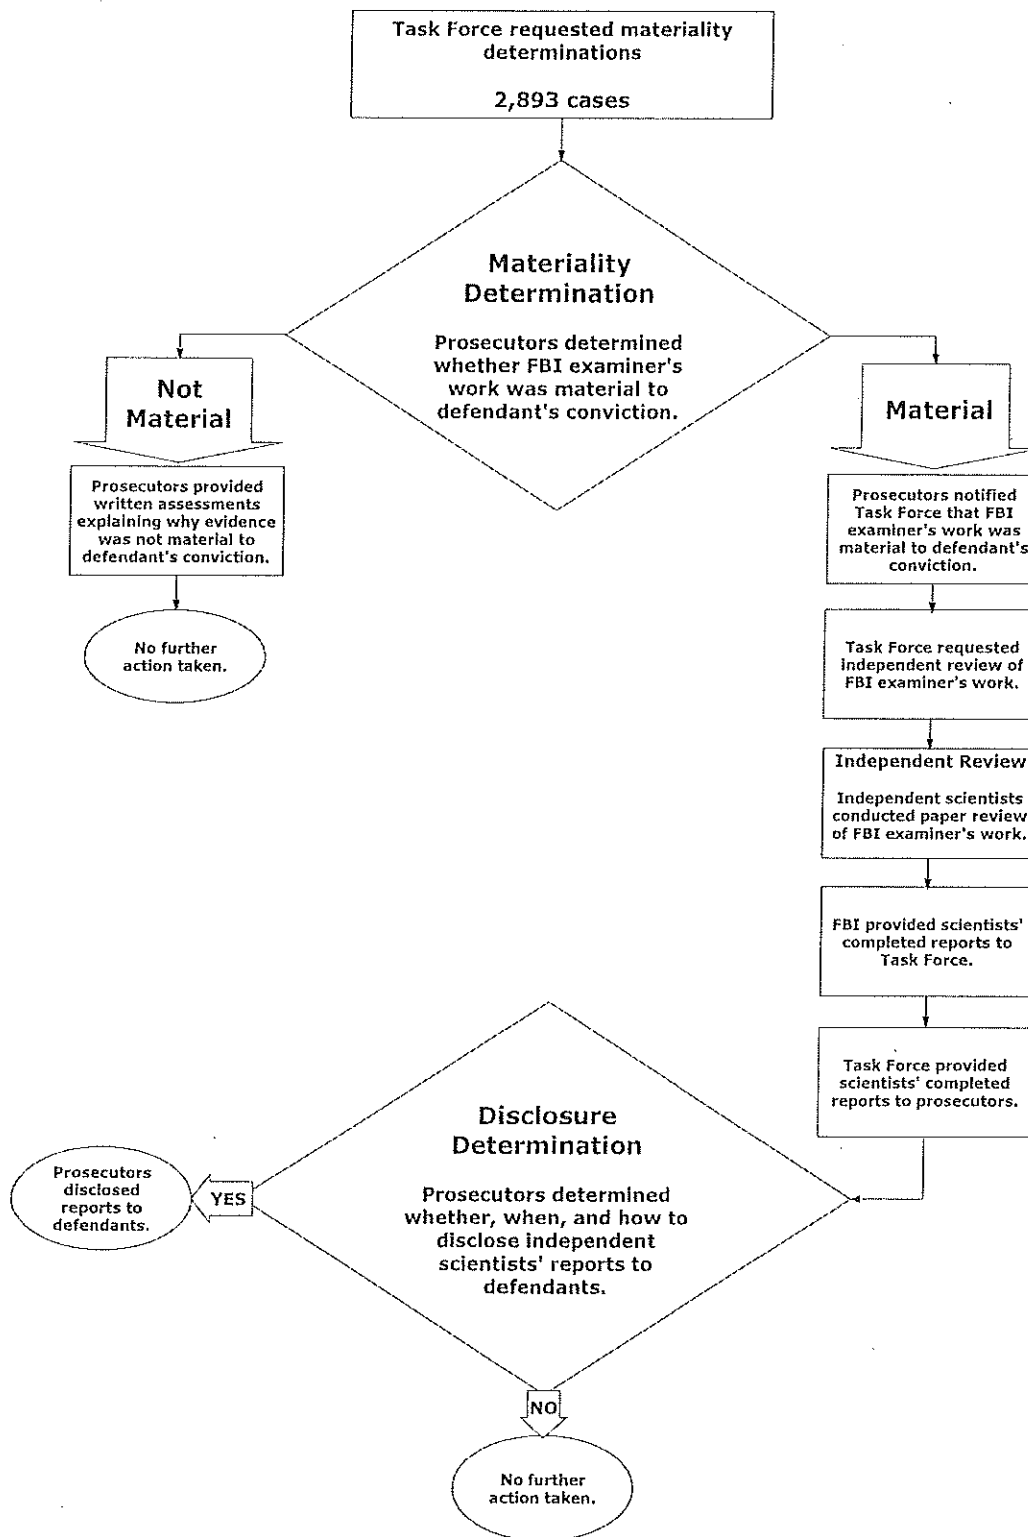 Task Force requested materiality
determinations
2,893 cases
Materiality
Determination
Prosecutors determined
whether FBI examiner's
work was material to
defendant's conviction.
Not
Material
Prosecutors provided
written assessments
explaining why evidence
was not material to
defendant's conviction.
No further
action taken.
Material
Prosecutors notified
Task Force that FBI
examiner's work was
material to defendant's
conviction.
Task Force requested
independent review of
FBI examiner's work.
Independent Review
Independent scientists
conducted paper review
of FBI examiner's work.
FBI provided scientists'
completed reports to
Task Force.
Task Force provided
scientists' completed
reports to prosecutors.
Disclosure
Determination
Prosecutors determined
whether, when, and how to
disclose independent
scientists' reports to
defendants.
YES
Prosecutors
disclosed
reports to
defendants.
NO
No further
action taken.